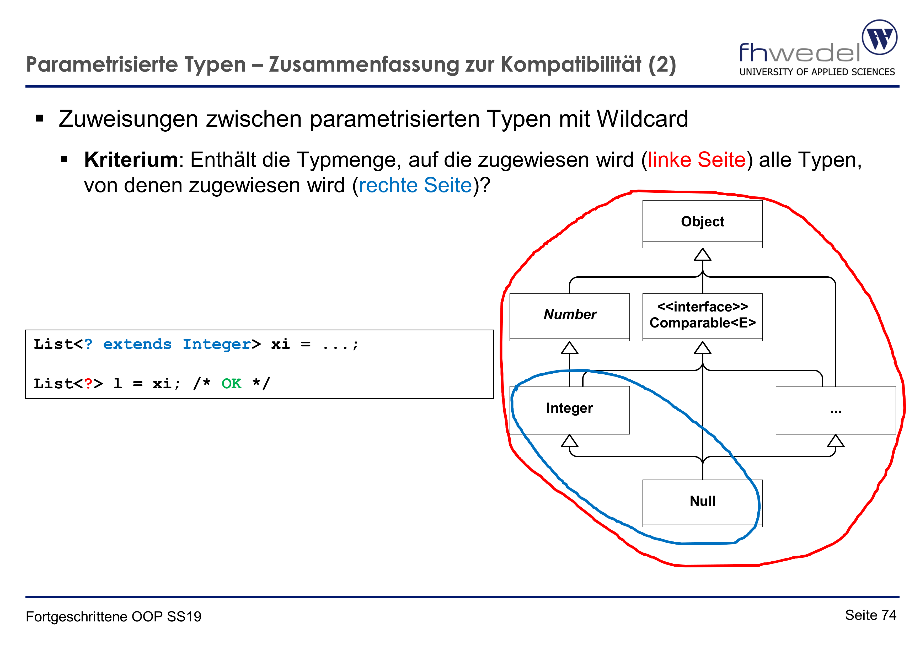 Parametrisierte Typen – Zusammenfassung zur Kompatibilität (2)
fhwedel
UNIVERSITY OF APPLIED SCIENCES
W
▪ Zuweisungen zwischen parametrisierten Typen mit Wildcard
▪ Kriterium: Enthält die Typmenge, auf die zugewiesen wird (linke Seite) alle Typen,
von denen zugewiesen wird (rechte Seite)?
Object
Number
<<interface>>
Comparable<E>
List<? extends Integer> xi = ...;
List<?> l = xi; /* OK */
Integer
...
Null
Fortgeschrittene OOP SS19
Seite 74